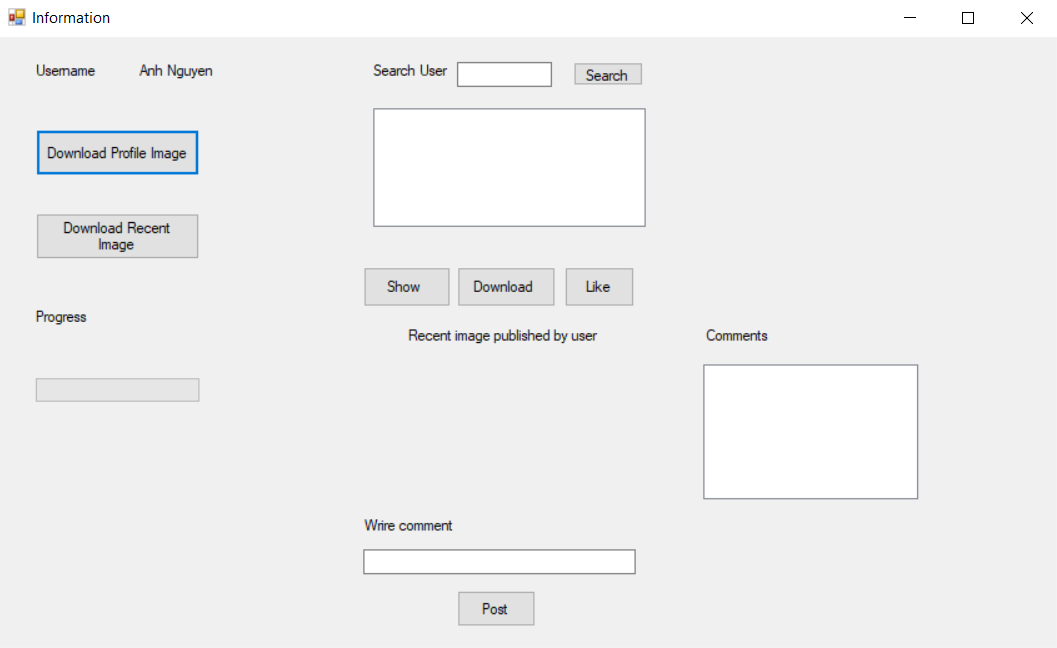 Information
Username Anh Nguyen
Search User Search
Download Profile Image
Download Recent
Image
Progress
Show Download Like
Recent image published by user
Comments
Wrire comment
Post